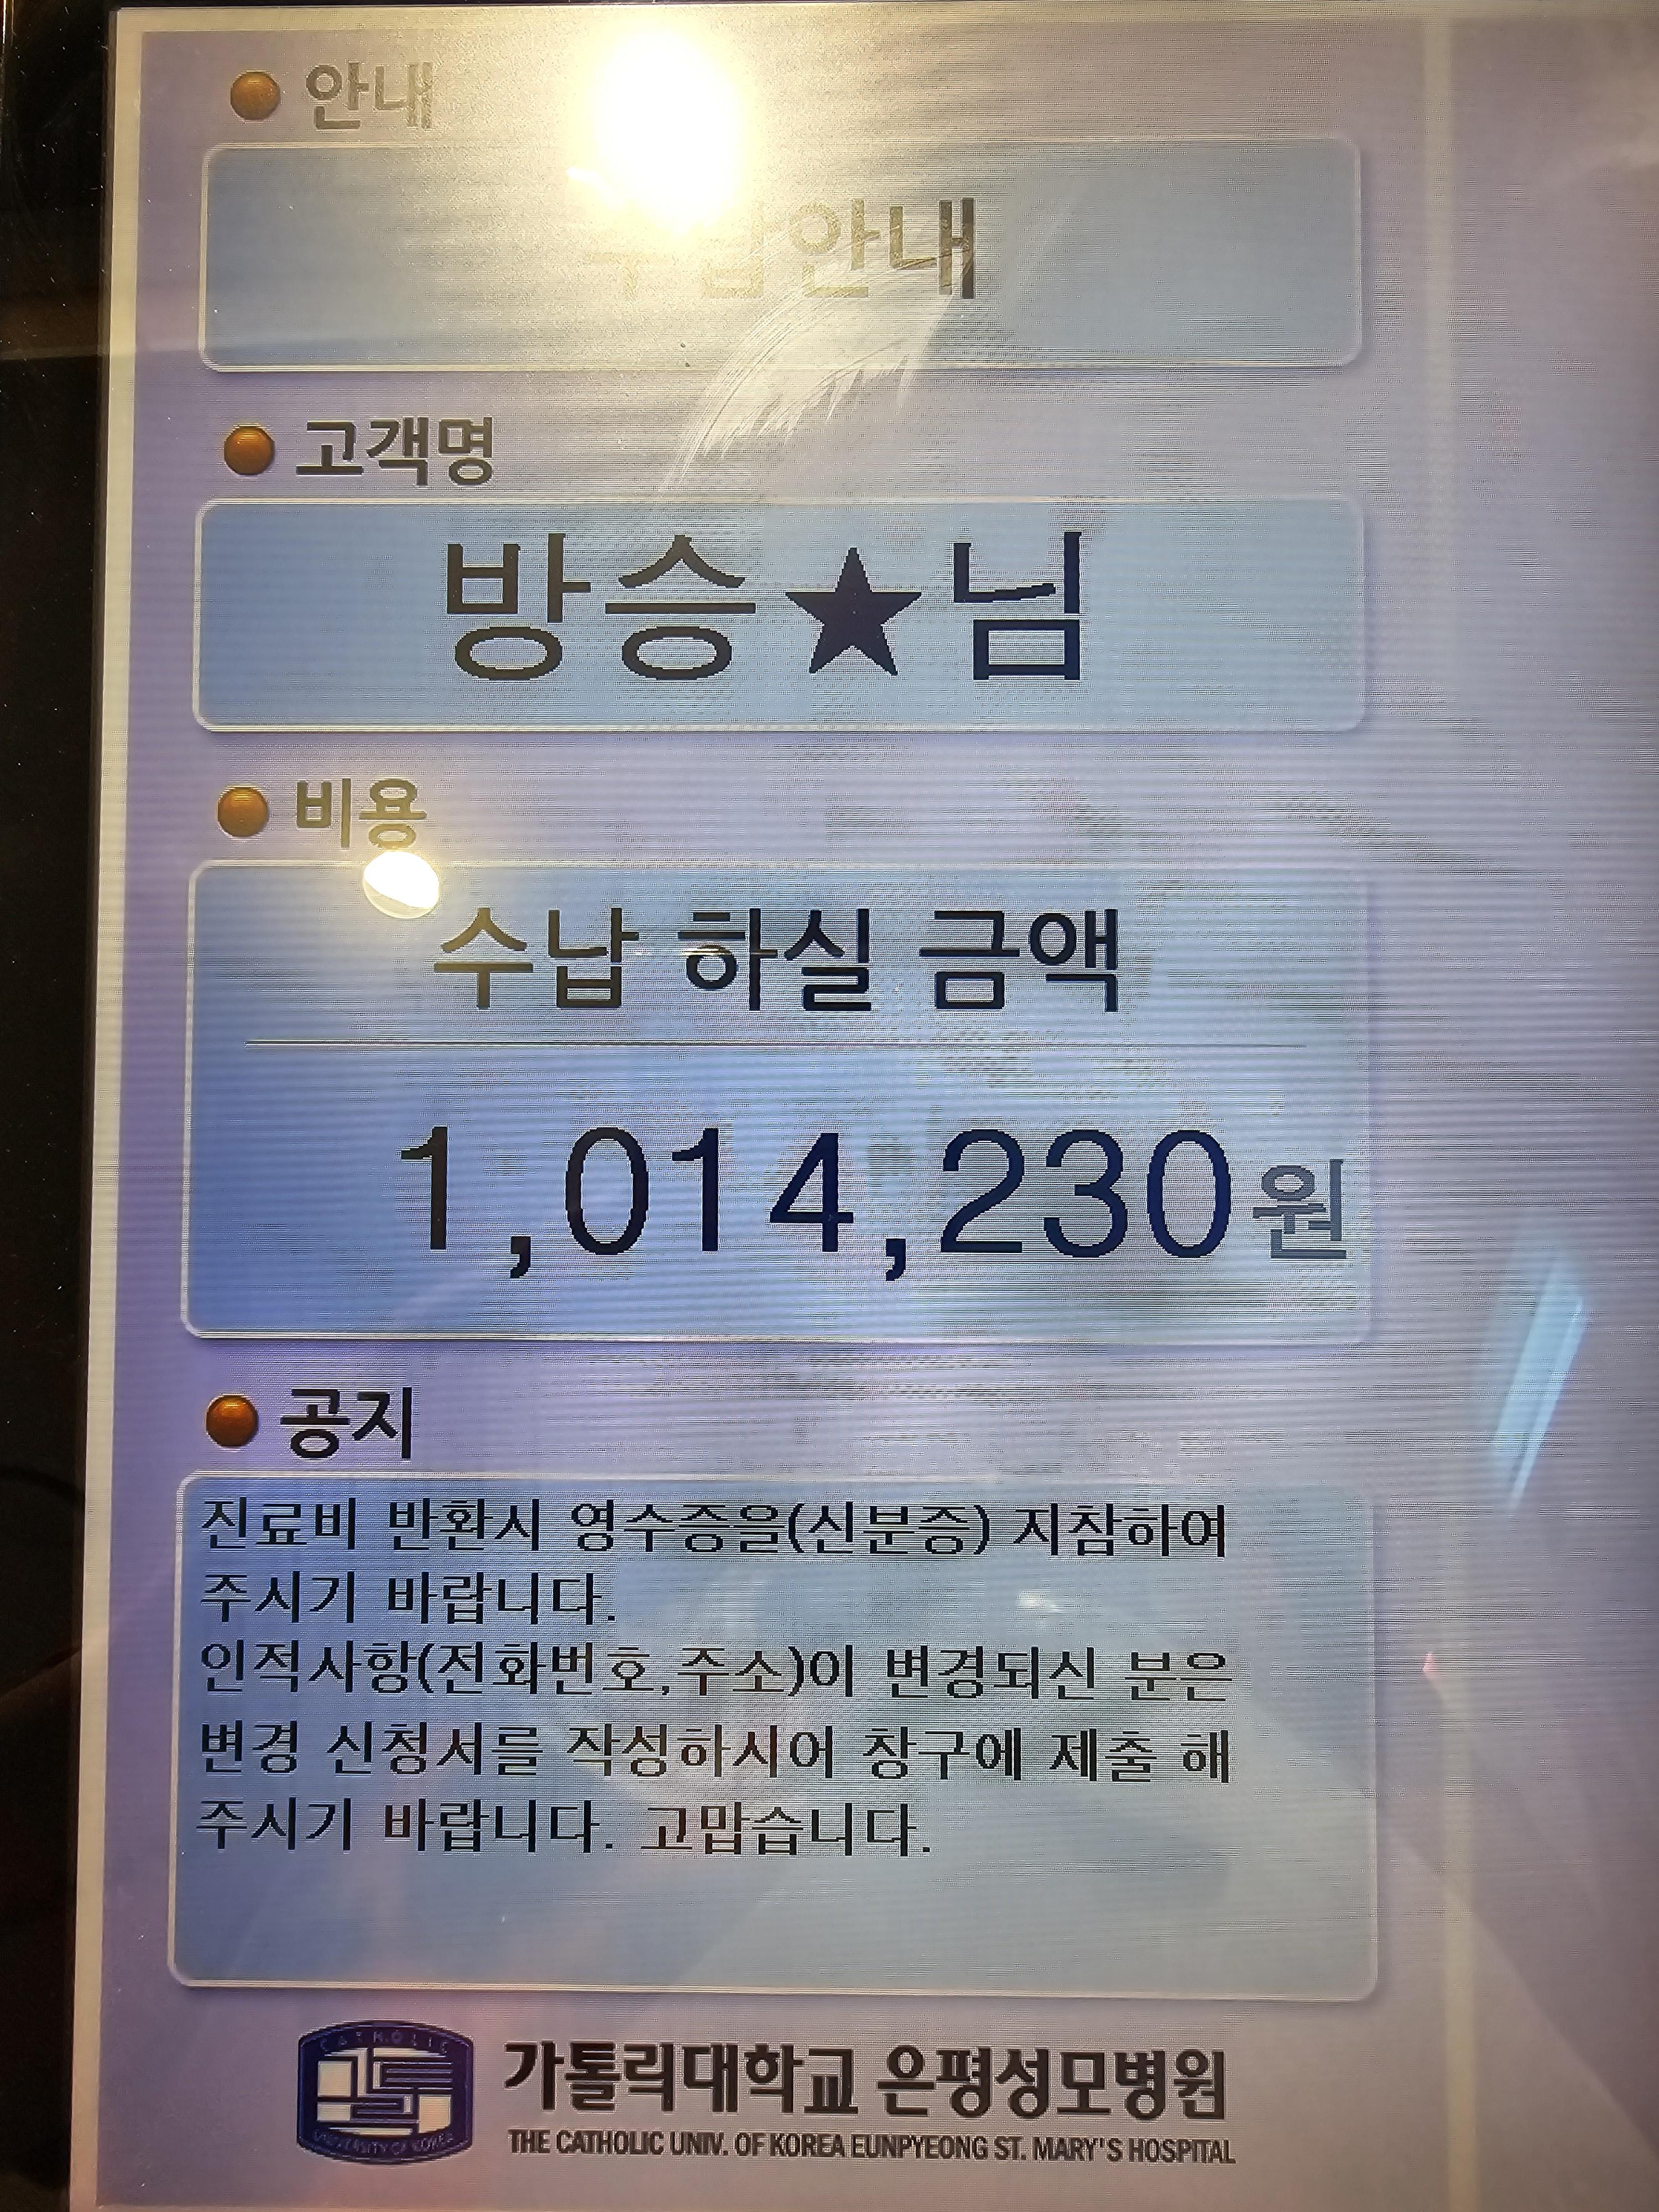 안내
수납안내
고객명
방승★님
비용
수납 하실 금액
1,014,230원
공지
진료비 반환시 영수증을(신분증) 지참하여
주시기 바랍니다.
인적사항(전화번호,주소)이 변경되신 분은
변경 신청서를 작성하시어 창구에 제출 해
주시기 바랍니다. 고맙습니다.
CATHOLIC
UNIVERSITY OF KOREA
가톨릭대학교 은평성모병원
THE CATHOLIC UNIV. OF KOREA EUNPYEONG ST. MARY'S HOSPITAL